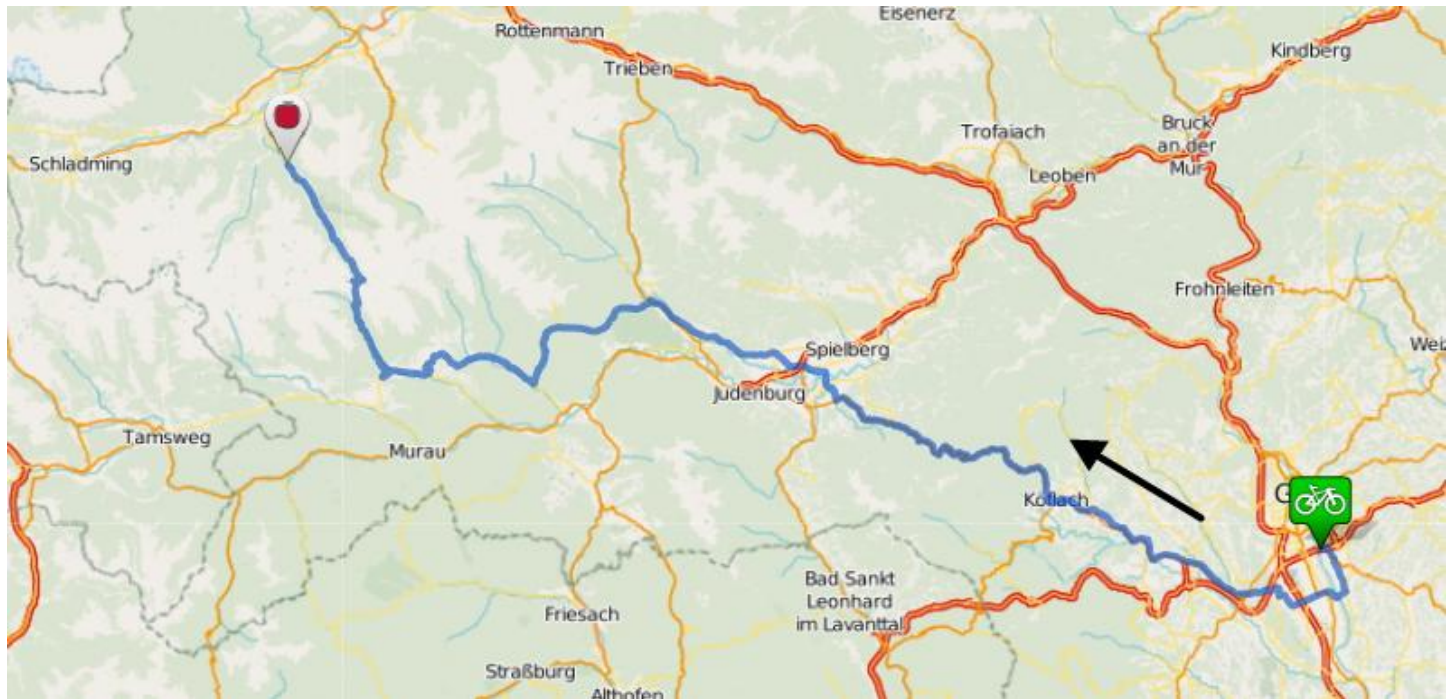 Eisenerz
Rottenmann
Kindberg
Trieben
Trofaiach
Bruck
an der
Mur
Schladming
Leoben
Frohnleiten
Spielberg
Weiz
Judenburg
Tamsweg
Murau
G
Köflach
Bad Sankt
Leonhard
im Lavanttal
Friesach
Straßburg
Althofen